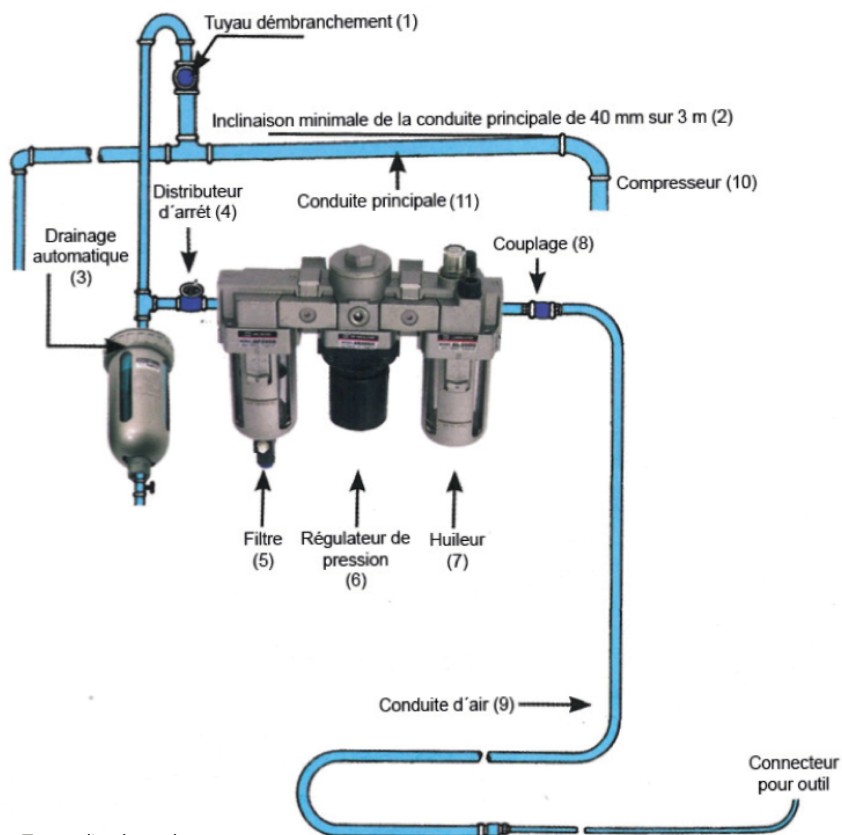 Tuyau démbranchement (1)
Inclinaison minimale de la conduite principale de 40 mm sur 3 m (2)
Distributeur
d´arrét (4)
Conduite principale (11)
Compresseur (10)
Drainage
automatique
(3)
Couplage (8)
Filtre
(5)
Régulateur de
pression
(6)
Huileur
(7)
Conduite d´air (9)
Connecteur
pour outil